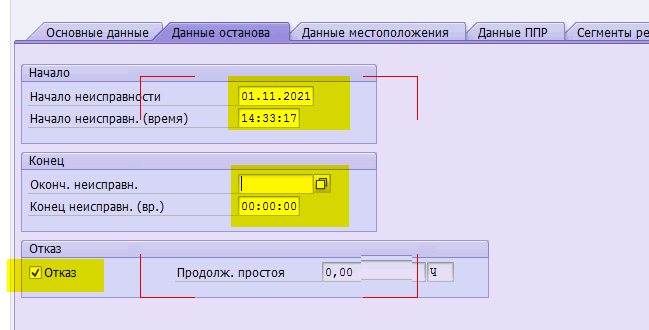 Основные данные Данные останова Данные местоположения Данные ППР Сегменты ре
Начало
Начало неисправности 01.11.2021
Начало неисправн. (время) 14:33:17
Конец
Оконч. неисправн.
Конец неисправн. (вр.) 00:00:00
Отказ
Отказ Продолж. простоя 0,00 Ч